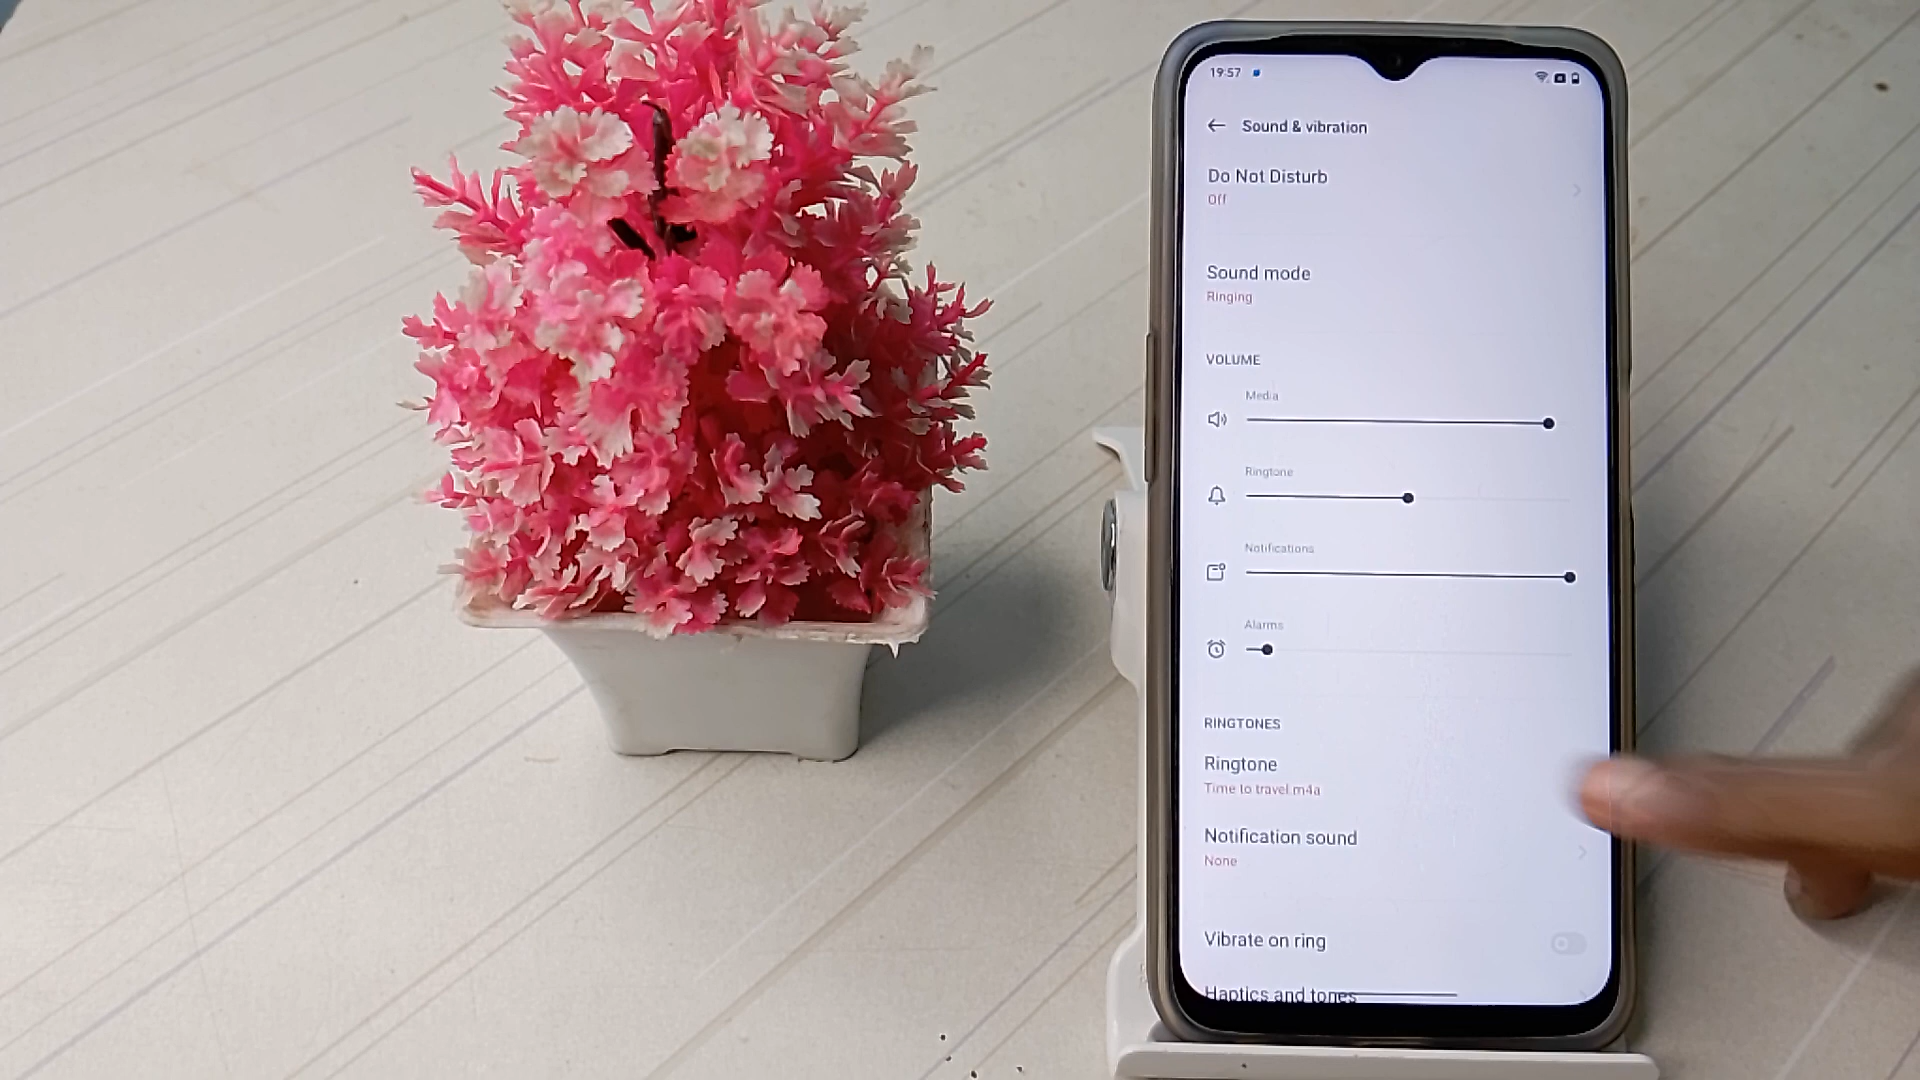 19:57
Sound & vibration
Do Not Disturb
Off
Sound mode
Ringing
VOLUME
Media
Ringtone
Notifications
Alarms
RINGTONES
Ringtone
Time to travel.m4a
Notification sound
None
Vibrate on ring
Haptics and tones